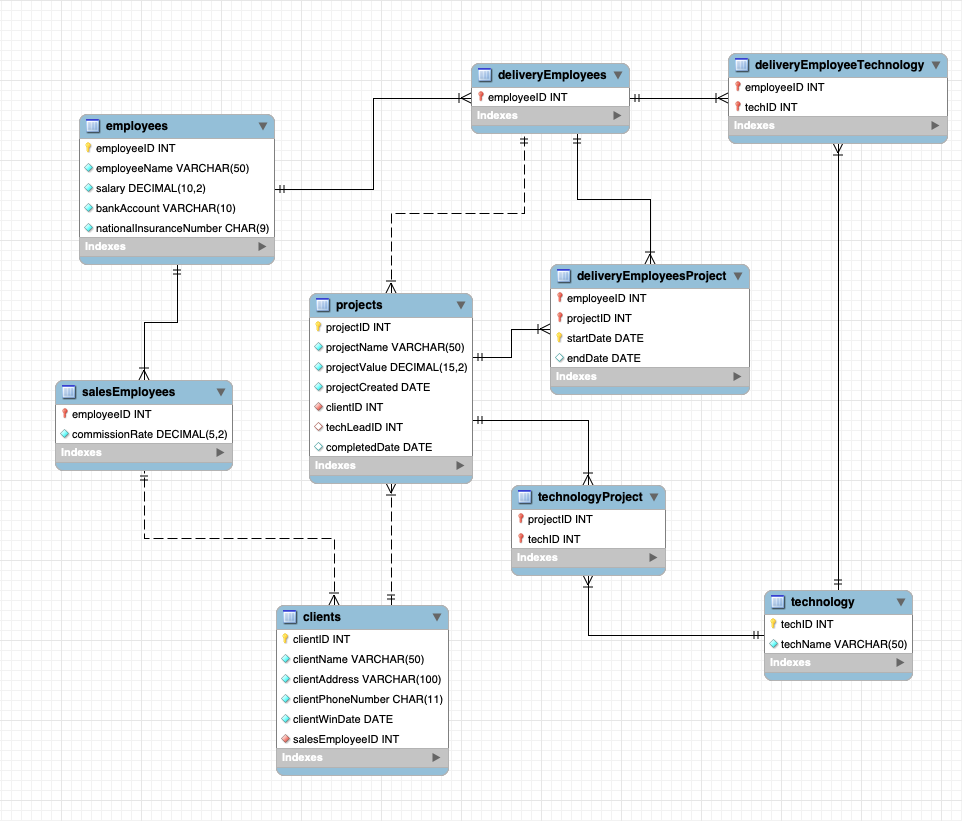 deliveryEmployees
employeeID INT
Indexes
deliveryEmployeeTechnology
employeeID INT
techID INT
Indexes
employees
employeeID INT
employeeName VARCHAR(50)
salary DECIMAL(10,2)
bankAccount VARCHAR(10)
nationalInsuranceNumber CHAR(9)
Indexes
deliveryEmployeesProject
employeeID INT
projectID INT
startDate DATE
endDate DATE
Indexes
projects
projectID INT
projectName VARCHAR(50)
projectValue DECIMAL(15,2)
projectCreated DATE
clientID INT
techLeadID INT
completedDate DATE
Indexes
salesEmployees
employeeID INT
commissionRate DECIMAL(5,2)
Indexes
technologyProject
projectID INT
techID INT
Indexes
technology
techID INT
techName VARCHAR(50)
Indexes
clients
clientID INT
clientName VARCHAR(50)
clientAddress VARCHAR(100)
clientPhoneNumber CHAR(11)
clientWinDate DATE
salesEmployeeID INT
Indexes